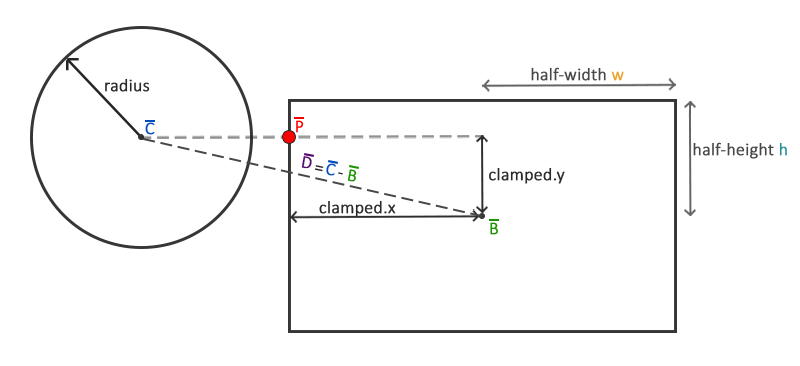 half-width w
radius
C̅
P̅
half-height h
D̅=C̅-B̅
clamped.y
clamped.x
B̅